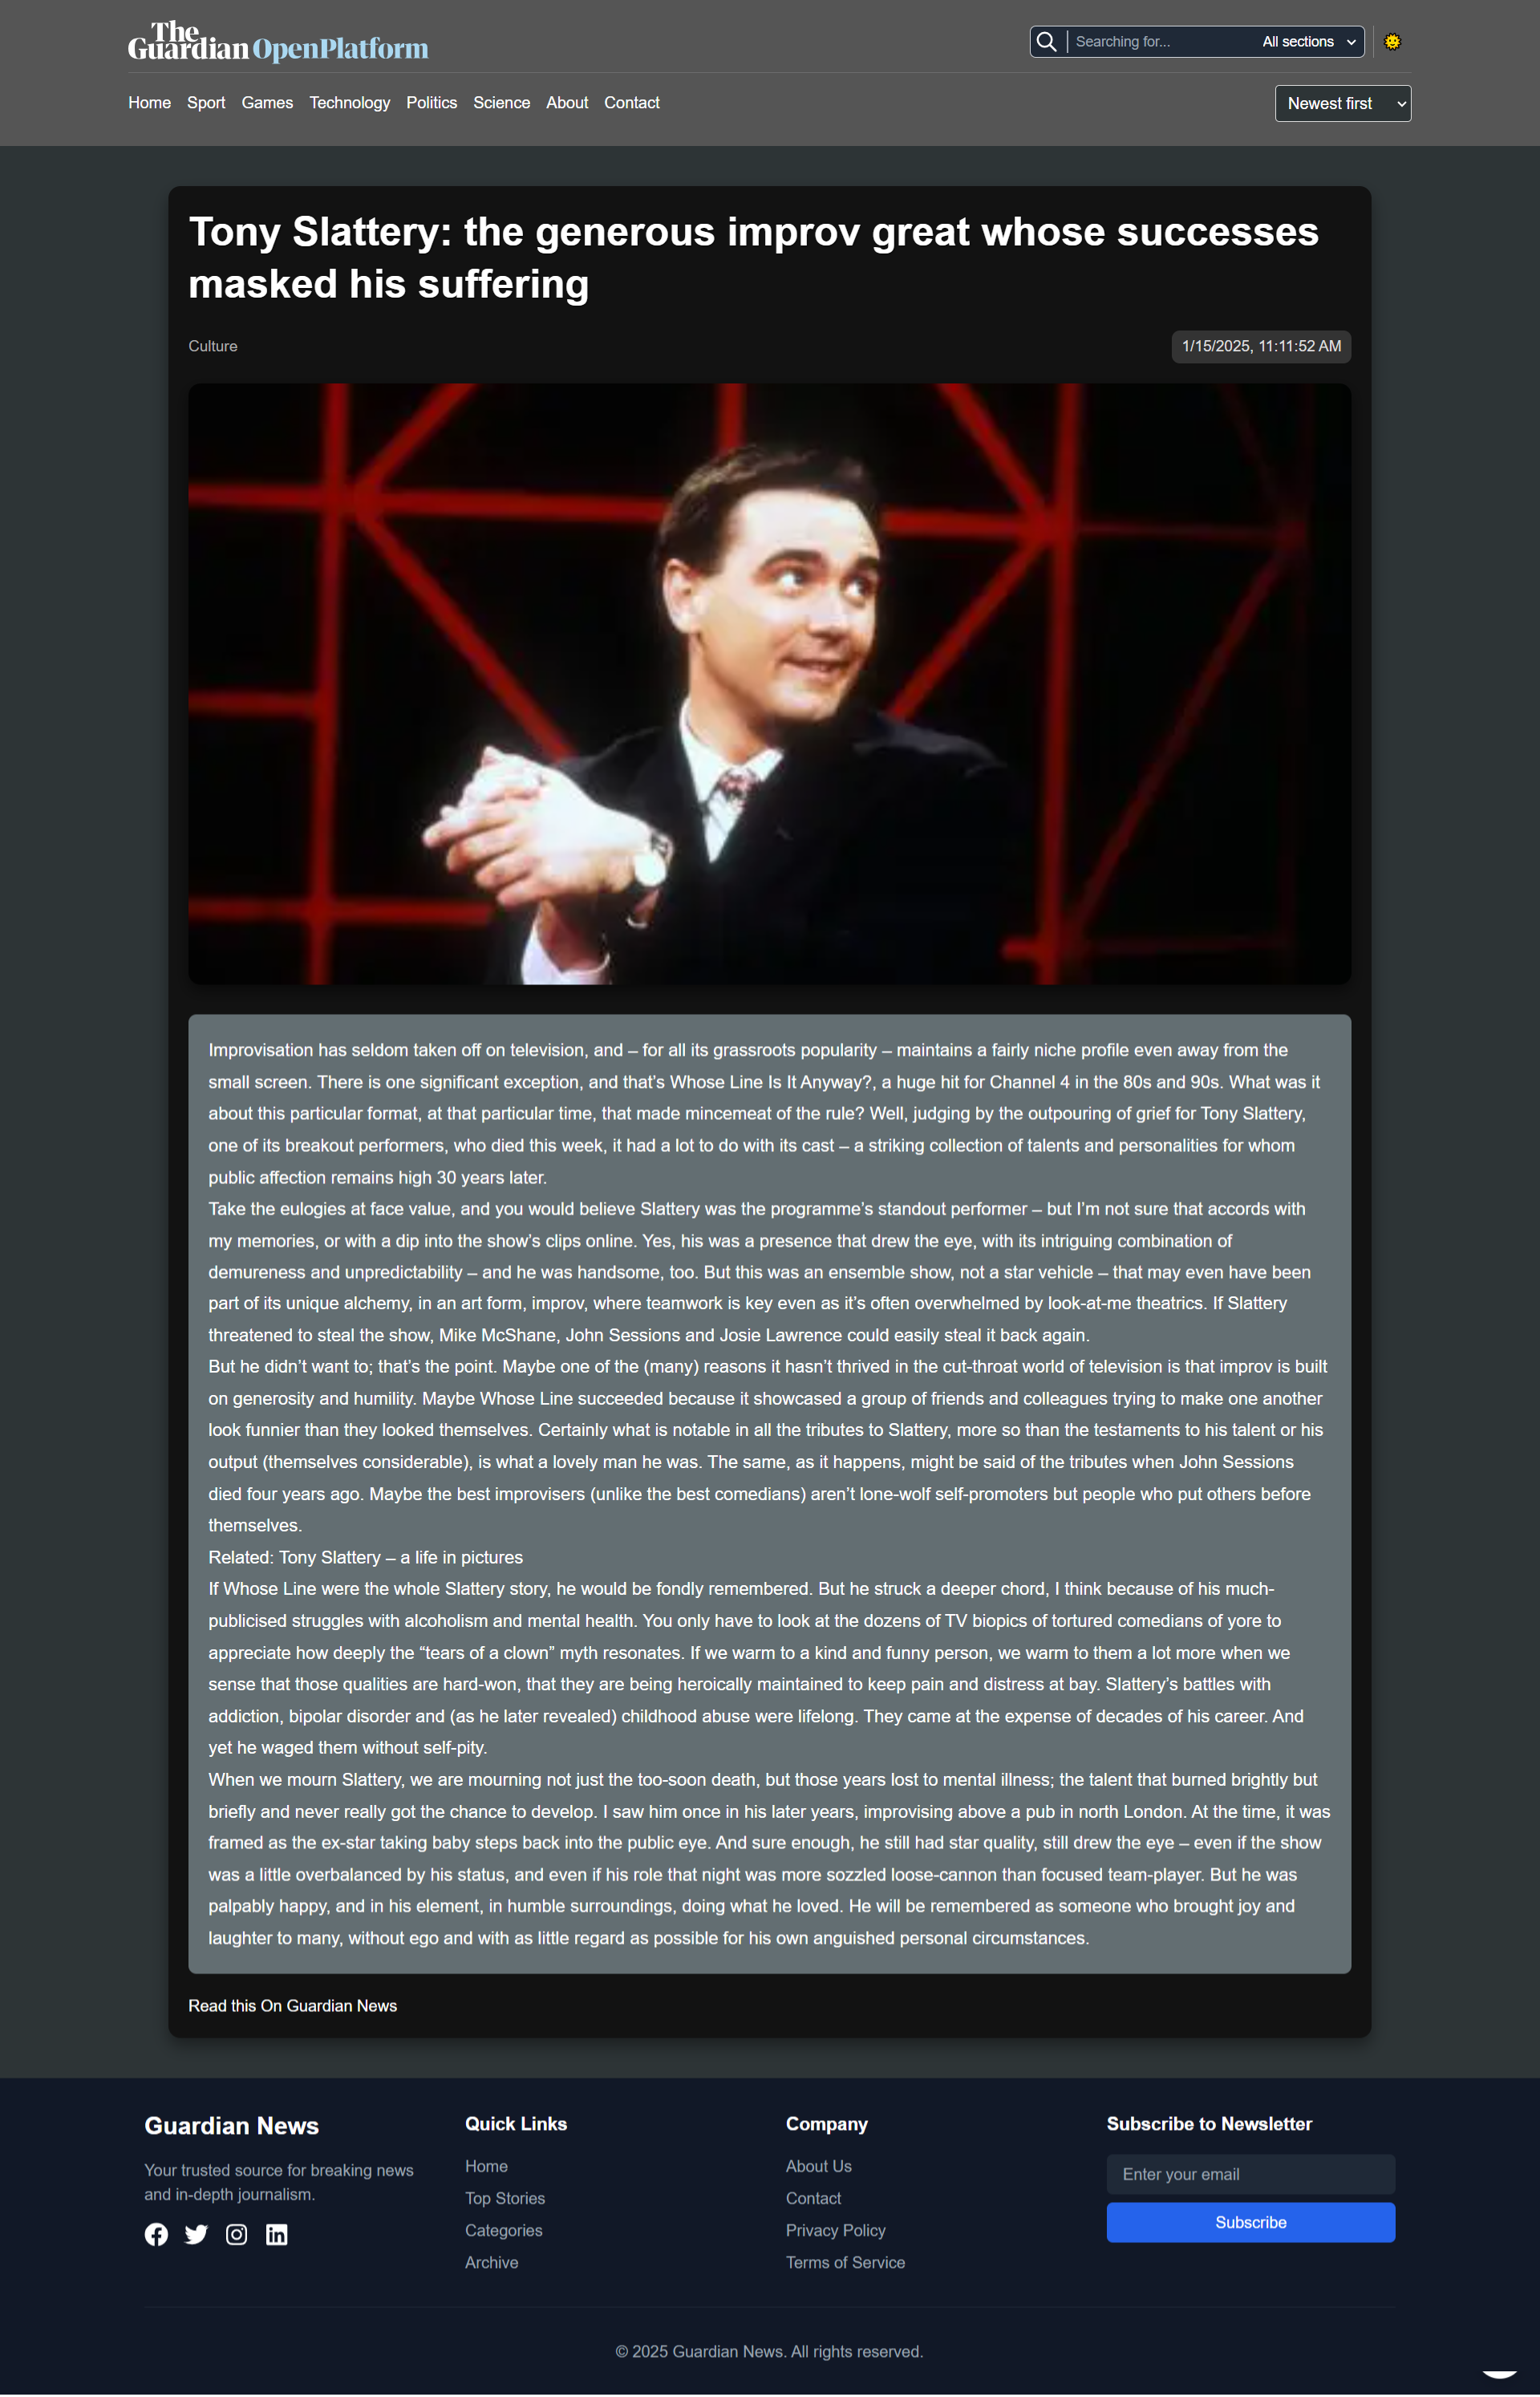 The
Guardian OpenPlatform
Searching for...
All sections
Home Sport Games Technology Politics Science About Contact
Newest first
Tony Slattery: the generous improv great whose successes
masked his suffering
Culture
1/15/2025, 11:11:52 AM
Improvisation has seldom taken off on television, and – for all its grassroots popularity – maintains a fairly niche profile even away from the
small screen. There is one significant exception, and that’s Whose Line Is It Anyway?, a huge hit for Channel 4 in the 80s and 90s. What was it
about this particular format, at that particular time, that made mincemeat of the rule? Well, judging by the outpouring of grief for Tony Slattery,
one of its breakout performers, who died this week, it had a lot to do with its cast – a striking collection of talents and personalities for whom
public affection remains high 30 years later.
Take the eulogies at face value, and you would believe Slattery was the programme’s standout performer – but I’m not sure that accords with
my memories, or with a dip into the show’s clips online. Yes, his was a presence that drew the eye, with its intriguing combination of
demureness and unpredictability – and he was handsome, too. But this was an ensemble show, not a star vehicle – that may even have been
part of its unique alchemy, in an art form, improv, where teamwork is key even as it’s often overwhelmed by look-at-me theatrics. If Slattery
threatened to steal the show, Mike McShane, John Sessions and Josie Lawrence could easily steal it back again.
But he didn’t want to; that’s the point. Maybe one of the (many) reasons it hasn’t thrived in the cut-throat world of television is that improv is built
on generosity and humility. Maybe Whose Line succeeded because it showcased a group of friends and colleagues trying to make one another
look funnier than they looked themselves. Certainly what is notable in all the tributes to Slattery, more so than the testaments to his talent or his
output (themselves considerable), is what a lovely man he was. The same, as it happens, might be said of the tributes when John Sessions
died four years ago. Maybe the best improvisers (unlike the best comedians) aren’t lone-wolf self-promoters but people who put others before
themselves.
Related: Tony Slattery – a life in pictures
If Whose Line were the whole Slattery story, he would be fondly remembered. But he struck a deeper chord, I think because of his much-
publicised struggles with alcoholism and mental health. You only have to look at the dozens of TV biopics of tortured comedians of yore to
appreciate how deeply the “tears of a clown” myth resonates. If we warm to a kind and funny person, we warm to them a lot more when we
sense that those qualities are hard-won, that they are being heroically maintained to keep pain and distress at bay. Slattery’s battles with
addiction, bipolar disorder and (as he later revealed) childhood abuse were lifelong. They came at the expense of decades of his career. And
yet he waged them without self-pity.
When we mourn Slattery, we are mourning not just the too-soon death, but those years lost to mental illness; the talent that burned brightly but
briefly and never really got the chance to develop. I saw him once in his later years, improvising above a pub in north London. At the time, it was
framed as the ex-star taking baby steps back into the public eye. And sure enough, he still had star quality, still drew the eye – even if the show
was a little overbalanced by his status, and even if his role that night was more sozzled loose-cannon than focused team-player. But he was
palpably happy, and in his element, in humble surroundings, doing what he loved. He will be remembered as someone who brought joy and
laughter to many, without ego and with as little regard as possible for his own anguished personal circumstances.
Read this On Guardian News
Guardian News
Your trusted source for breaking news
and in-depth journalism.
Quick Links
Home
Top Stories
Categories
Archive
Company
About Us
Contact
Privacy Policy
Terms of Service
Subscribe to Newsletter
Enter your email
Subscribe
© 2025 Guardian News. All rights reserved.